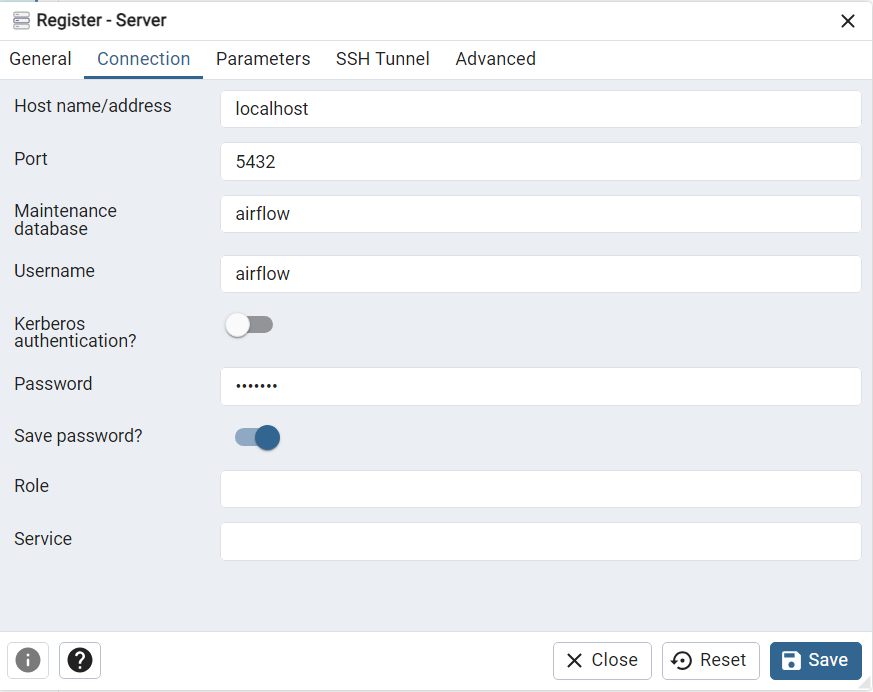 Register - Server
General Connection Parameters SSH Tunnel Advanced
Host name/address localhost
Port 5432
Maintenance
database airflow
Username airflow
Kerberos
authentication?
Password •••••••
Save password?
Role
Service
Close Reset Save